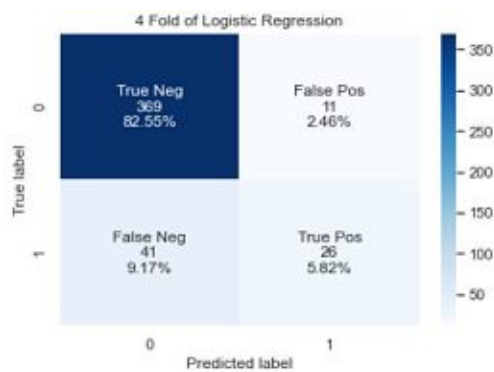 4 Fold of Logistic Regression
True label
0
True Neg
369
82.55%
False Pos
11
2.46%
1
False Neg
41
9.17%
True Pos
26
5.82%
0
1
Predicted label
350
300
250
200
150
100
50